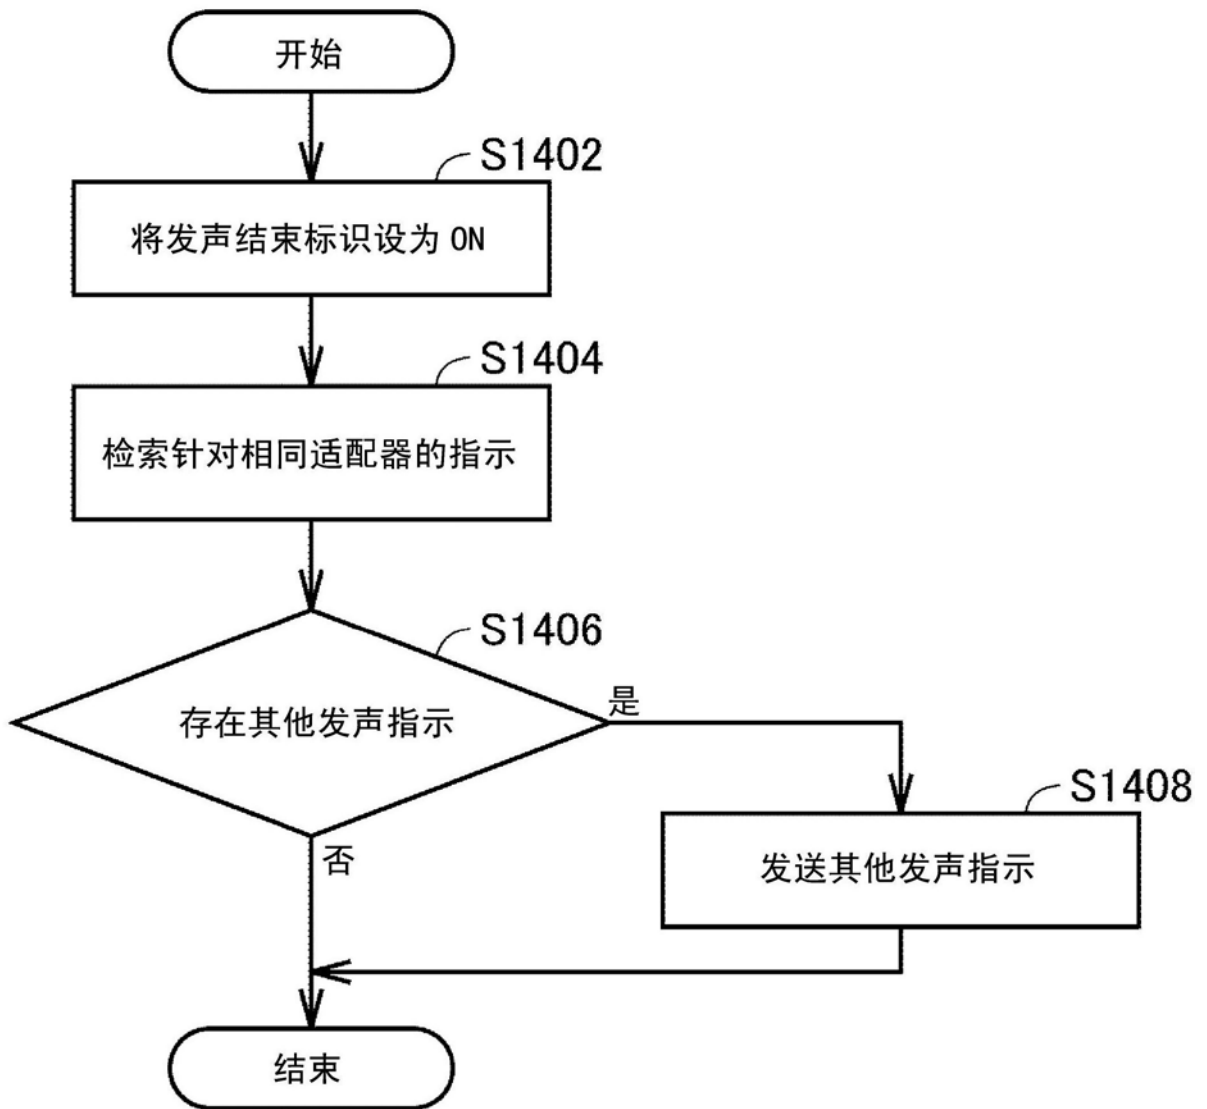 开始
S1402
将发声结束标识设为 ON
S1404
检索针对相同适配器的指示
S1406
存在其他发声指示
是
S1408
发送其他发声指示
否
结束